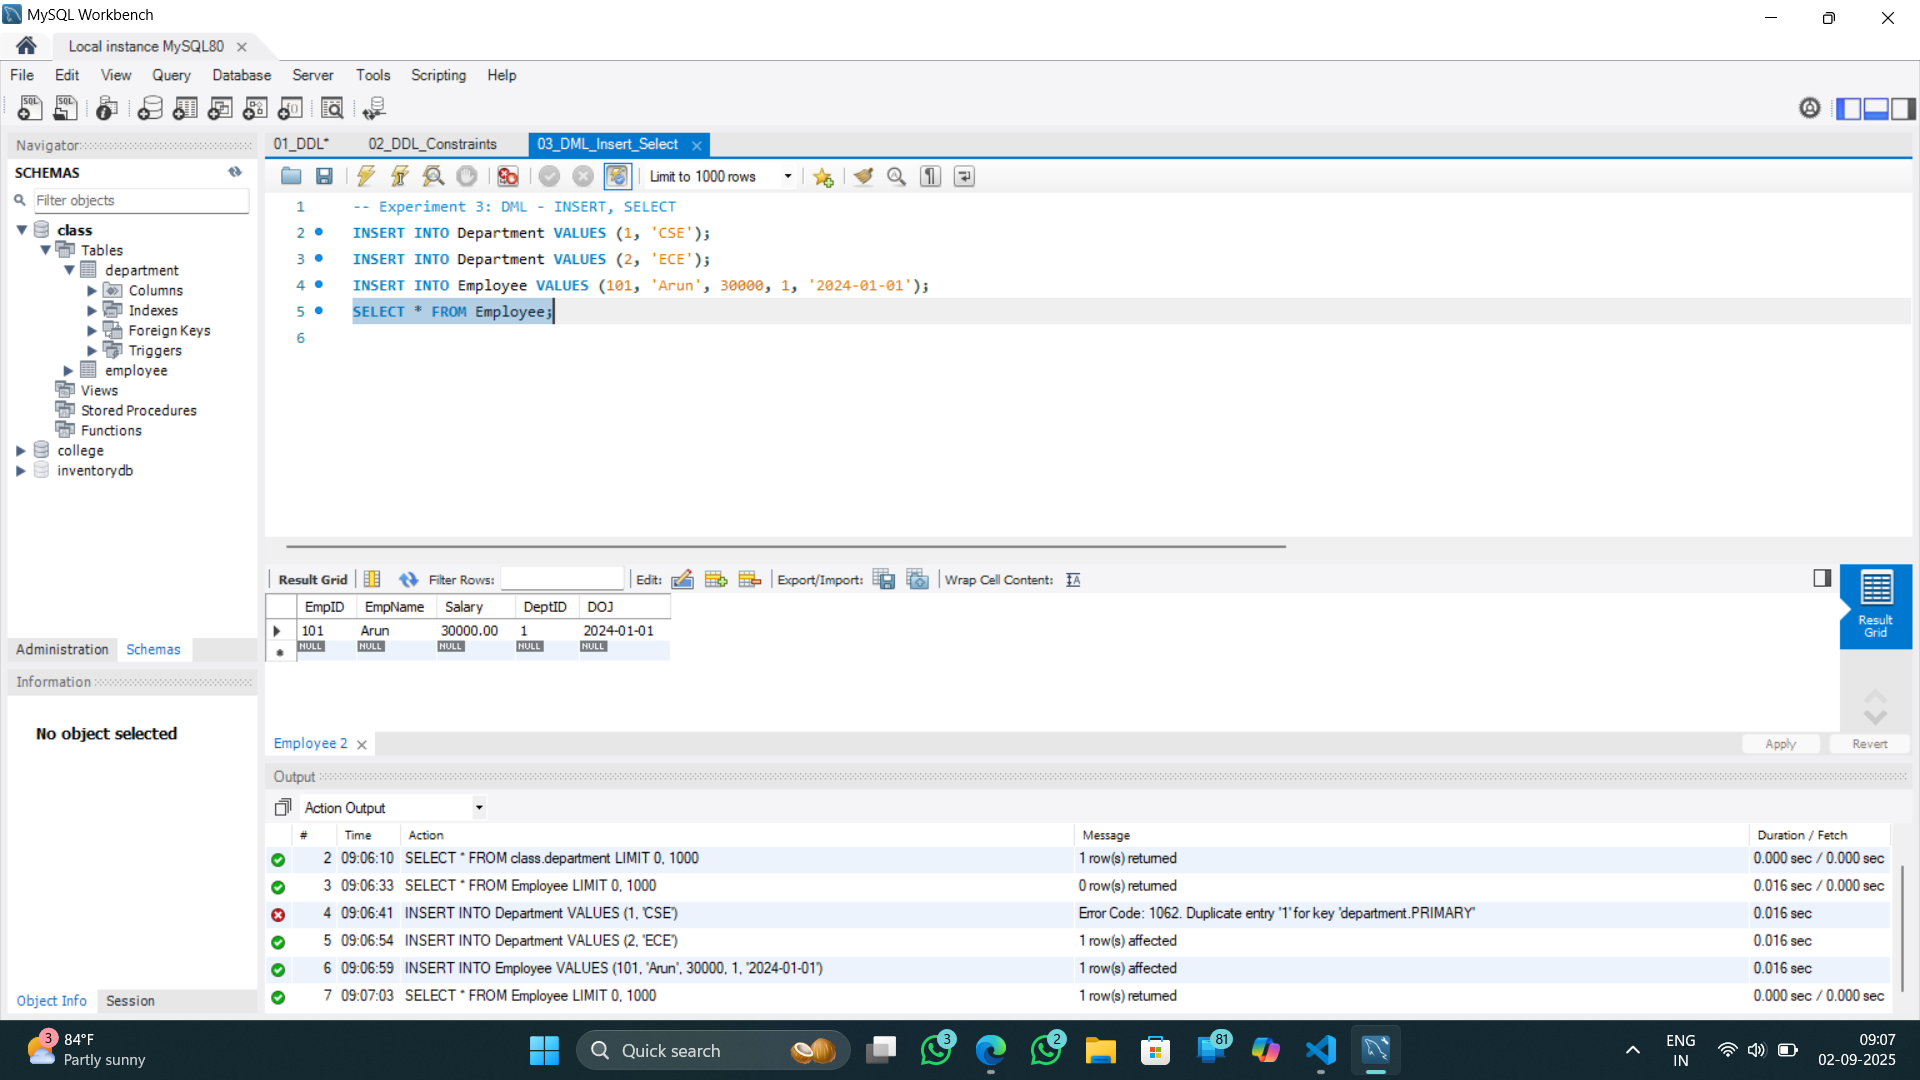 MySQL Workbench
Local instance MySQL80
File Edit View Query Database Server Tools Scripting Help
Navigator
SCHEMAS
Filter objects
class
Tables
department
Columns
Indexes
Foreign Keys
Triggers
employee
Views
Stored Procedures
Functions
college
inventorydb
Administration Schemas
Information
No object selected
Object Info Session
01_DDL* 02_DDL_Constraints 03_DML_Insert_Select
Limit to 1000 rows
1 -- Experiment 3: DML - INSERT, SELECT
2 INSERT INTO Department VALUES (1, 'CSE');
3 INSERT INTO Department VALUES (2, 'ECE');
4 INSERT INTO Employee VALUES (101, 'Arun', 30000, 1, '2024-01-01');
5 SELECT * FROM Employee;
6
Result Grid Filter Rows: Edit: Export/Import: Wrap Cell Content:
EmpID EmpName Salary DeptID DOJ
101 Arun 30000.00 1 2024-01-01
NULL NULL NULL NULL NULL
Result
Grid
Employee 2 Apply Revert
Output
Action Output
# Time Action Message Duration / Fetch
2 09:06:10 SELECT * FROM class.department LIMIT 0, 1000 1 row(s) returned 0.000 sec / 0.000 sec
3 09:06:33 SELECT * FROM Employee LIMIT 0, 1000 0 row(s) returned 0.016 sec / 0.000 sec
4 09:06:41 INSERT INTO Department VALUES (1, 'CSE') Error Code: 1062. Duplicate entry '1' for key 'department.PRIMARY' 0.016 sec
5 09:06:54 INSERT INTO Department VALUES (2, 'ECE') 1 row(s) affected 0.016 sec
6 09:06:59 INSERT INTO Employee VALUES (101, 'Arun', 30000, 1, '2024-01-01') 1 row(s) affected 0.016 sec
7 09:07:03 SELECT * FROM Employee LIMIT 0, 1000 1 row(s) returned 0.000 sec / 0.000 sec
3 84°F
Partly sunny
Quick search
3
2
81
ENG
IN
09:07
02-09-2025